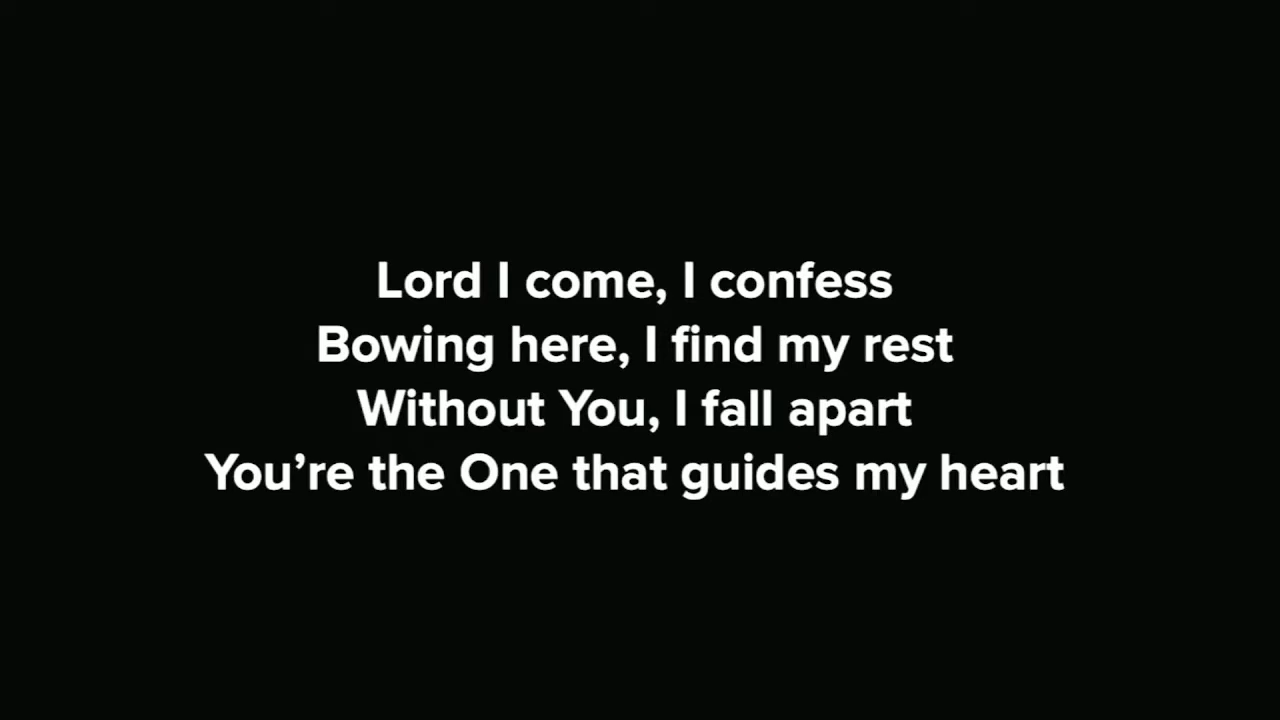 Lord I come, I confess
Bowing here, I find my rest
Without You, I fall apart
You’re the One that guides my heart